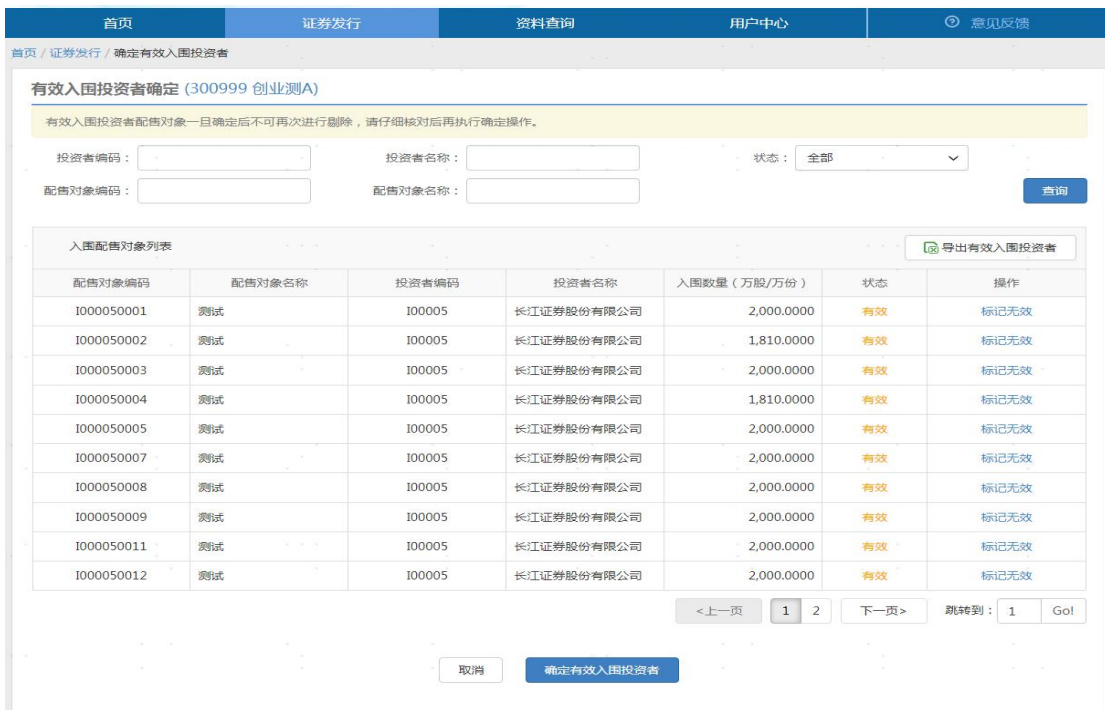 首页 证券发行 资料查询 用户中心 意见反馈
首页 / 证券发行 / 确定有效入围投资者
有效入围投资者确定 (300999 创业测A)
有效入围投资者配售对象一旦确定后不可再次进行剔除，请仔细核对后再执行确定操作。
投资者编码： 投资者名称： 状态： 全部
配售对象编码： 配售对象名称： 查询
入围配售对象列表 导出有效入围投资者
配售对象编码 配售对象名称 投资者编码 投资者名称 入围数量（万股/万份） 状态 操作
I000050001 测试 I00005 长江证券股份有限公司 2,000.0000 有效 标记无效
I000050002 测试 I00005 长江证券股份有限公司 1,810.0000 有效 标记无效
I000050003 测试 I00005 长江证券股份有限公司 2,000.0000 有效 标记无效
I000050004 测试 I00005 长江证券股份有限公司 1,810.0000 有效 标记无效
I000050005 测试 I00005 长江证券股份有限公司 2,000.0000 有效 标记无效
I000050007 测试 I00005 长江证券股份有限公司 2,000.0000 有效 标记无效
I000050008 测试 I00005 长江证券股份有限公司 2,000.0000 有效 标记无效
I000050009 测试 I00005 长江证券股份有限公司 2,000.0000 有效 标记无效
I000050011 测试 I00005 长江证券股份有限公司 2,000.0000 有效 标记无效
I000050012 测试 I00005 长江证券股份有限公司 2,000.0000 有效 标记无效
<上一页 1 2 下一页> 跳转到： 1 Go!
取消 确定有效入围投资者